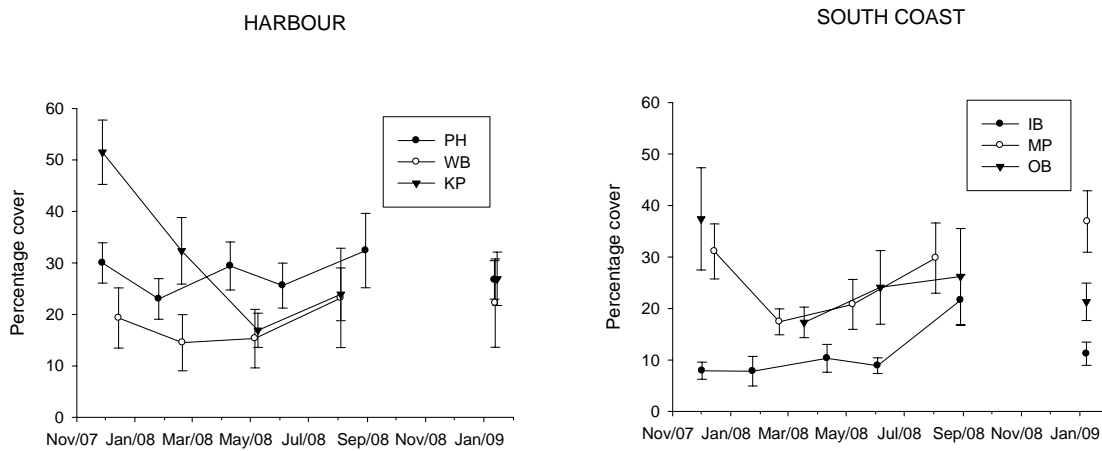 HARBOUR
60
50
40
30
20
10
0
Percentage cover
PH
WB
KP
Nov/07 Jan/08 Mar/08 May/08 Jul/08 Sep/08 Nov/08 Jan/09
SOUTH COAST
60
50
40
30
20
10
0
Percentage cover
IB
MP
OB
Nov/07 Jan/08 Mar/08 May/08 Jul/08 Sep/08 Nov/08 Jan/09